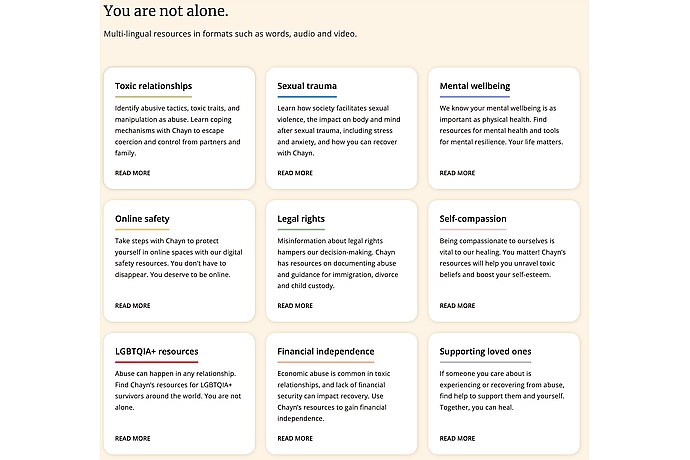 You are not alone.
Multi-lingual resources in formats such as words, audio and video.
Toxic relationships
Identify abusive tactics, toxic traits, and
manipulation as abuse. Learn coping
mechanisms with Chayn to escape
coercion and control from partners and
family.
READ MORE
Sexual trauma
Learn how society facilitates sexual
violence, the impact on body and mind
after sexual trauma, including stress
and anxiety, and how you can recover
with Chayn.
READ MORE
Mental wellbeing
We know your mental wellbeing is as
important as physical health. Find
resources for mental health and tools
for mental resilience. Your life matters.
READ MORE
Online safety
Take steps with Chayn to protect
yourself in online spaces with our digital
safety resources. You don't have to
disappear. You deserve to be online.
READ MORE
Legal rights
Misinformation about legal rights
hampers our decision-making. Chayn
has resources on documenting abuse
and guidance for immigration, divorce
and child custody.
READ MORE
Self-compassion
Being compassionate to ourselves is
vital to our healing. You matter! Chayn's
resources will help you unravel toxic
beliefs and boost your self-esteem.
READ MORE
LGBTQIA+ resources
Abuse can happen in any relationship.
Find Chayn's resources for LGBTQIA+
survivors around the world. You are not
alone.
READ MORE
Financial independence
Economic abuse is common in toxic
relationships, and lack of financial
security can impact recovery. Use
Chayn's resources to gain financial
independence.
READ MORE
Supporting loved ones
If someone you care about is
experiencing or recovering from abuse,
find help to support them and yourself.
Together, you can heal.
READ MORE